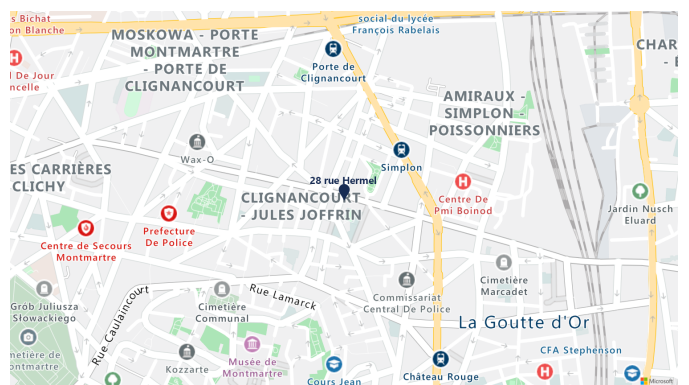 s Bichat
on Blanche
social du lycée
François Rabelais
MOSKOWA - PORTE
MONTMARTRE
- PORTE DE
CLIGNANCOURT
CHAR
- É
Porte de
Clignancourt
l De Jour
ncelle
AMIRAUX -
SIMPLON -
POISSONNIERS
Wax-O
Simplon
ES CARRIÈRES
CLICHY
28 rue Hermel
CLIGNANCOURT
- JULES JOFFRIN
Centre De
Pmi Boinod
Jardin Nusch
Eluard
Prefecture
De Police
Centre de Secours
Montmartre
Cimetière
Marcadet
Rue Caulaincourt
Rue Lamarck
Grób Juliusza
Słowackiego
Cimetière
Communal
Commissariat
Central De Police
La Goutte d'Or
metière de
ontmartre
Kozzarte
Musée de
Montmartre
CFA Stephenson
Cours Jean
Château Rouge
Microsoft